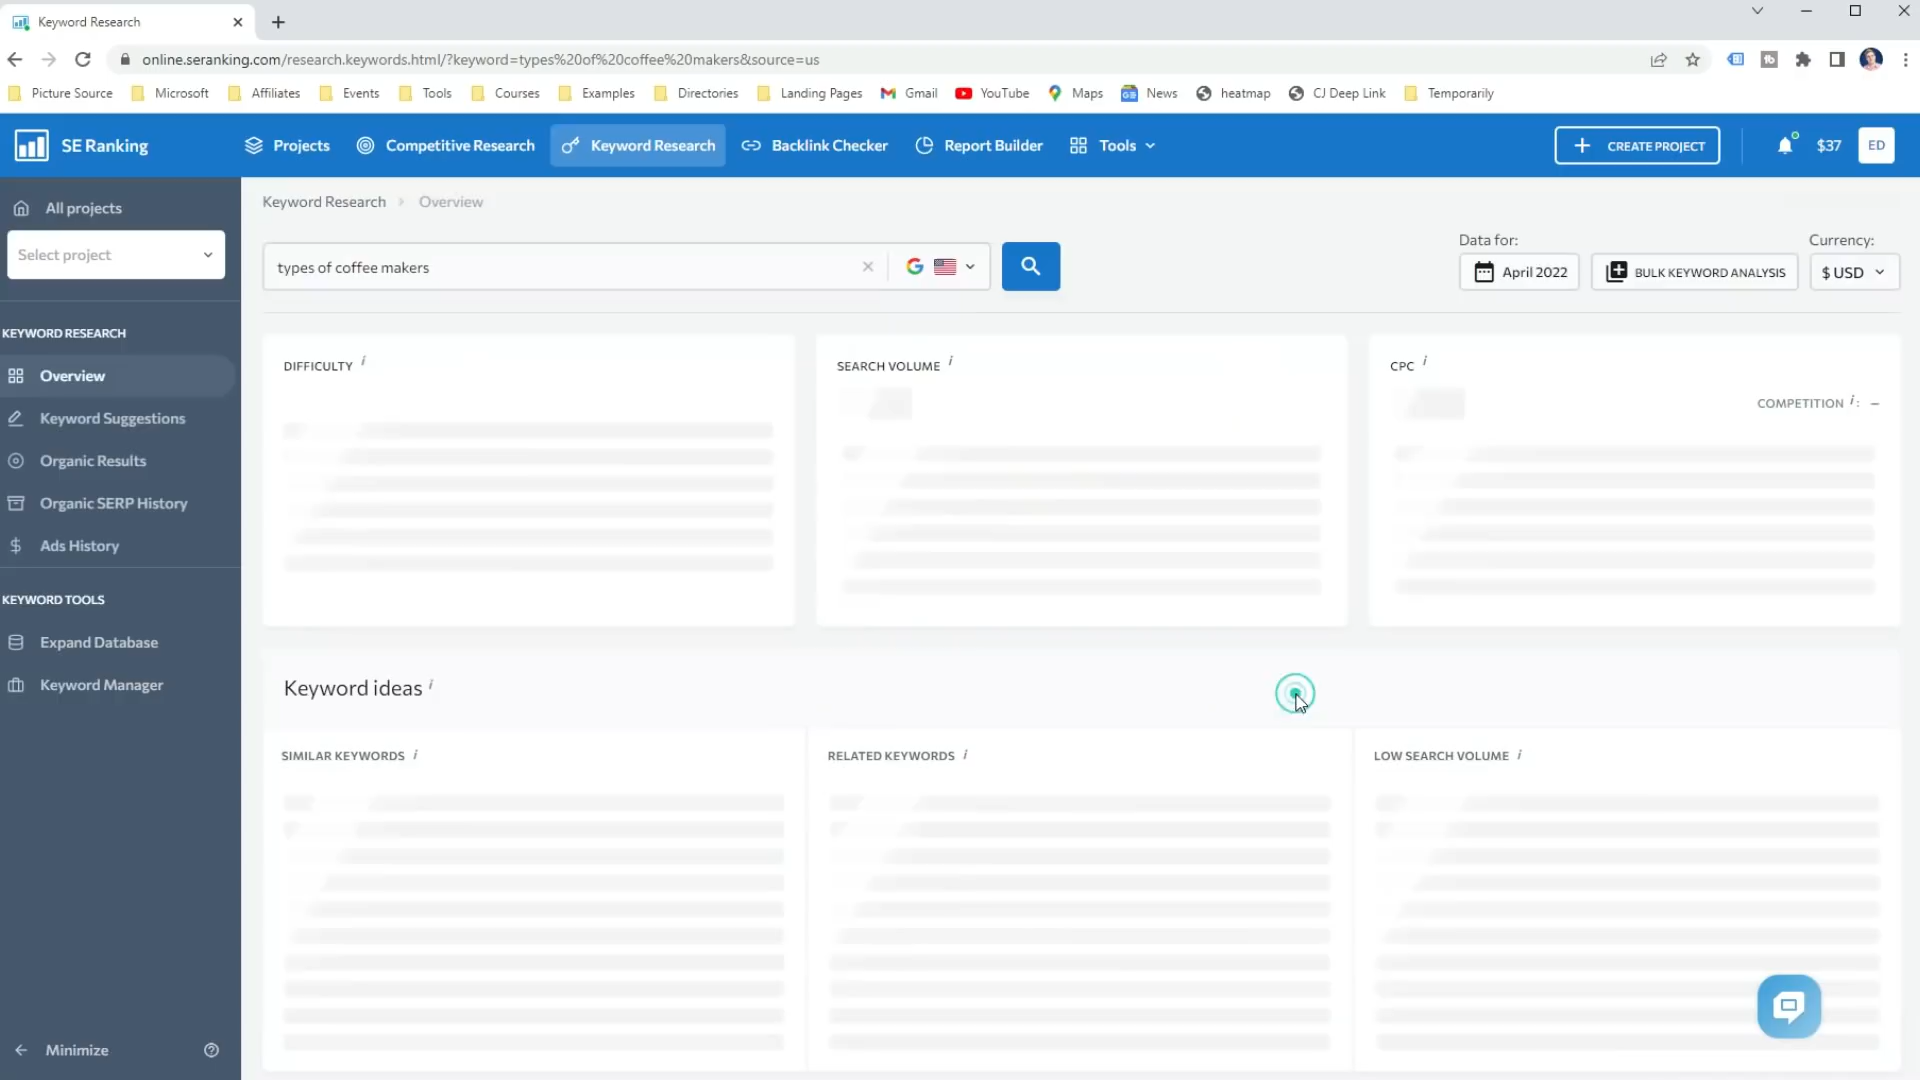 Keyword Research
online.seranking.com/research.keywords.html/?keyword=types%20of%20coffee%20makers&source=us
Picture Source Microsoft Affiliates Events Tools Courses Examples Directories Landing Pages Gmail YouTube Maps News heatmap CJ Deep Link Temporarily
SE Ranking Projects Competitive Research Keyword Research Backlink Checker Report Builder Tools + CREATE PROJECT $37 ED
All projects
Select project
KEYWORD RESEARCH
Overview
Keyword Suggestions
Organic Results
Organic SERP History
Ads History
KEYWORD TOOLS
Expand Database
Keyword Manager
Minimize
Keyword Research > Overview
types of coffee makers
Data for:
April 2022
BULK KEYWORD ANALYSIS
Currency:
$ USD
DIFFICULTY i
SEARCH VOLUME i
CPC i
COMPETITION i : –
Keyword ideas i
SIMILAR KEYWORDS i
RELATED KEYWORDS i
LOW SEARCH VOLUME i